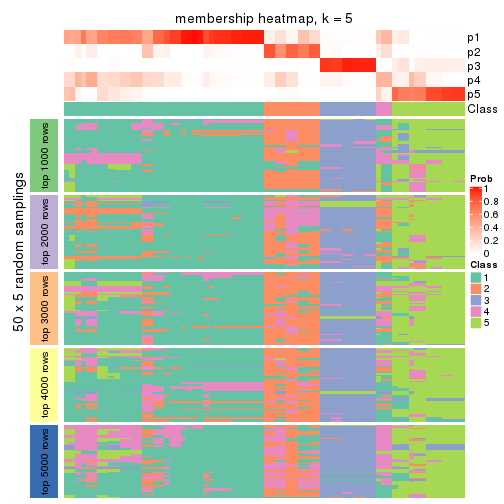 membership heatmap, k = 5
p1
p2
p3
p4
p5
Class
50 x 5 random samplings
top 1000 rows
top 2000 rows
top 3000 rows
top 4000 rows
top 5000 rows
Prob
1
0.8
0.6
0.4
0.2
0
Class
1
2
3
4
5